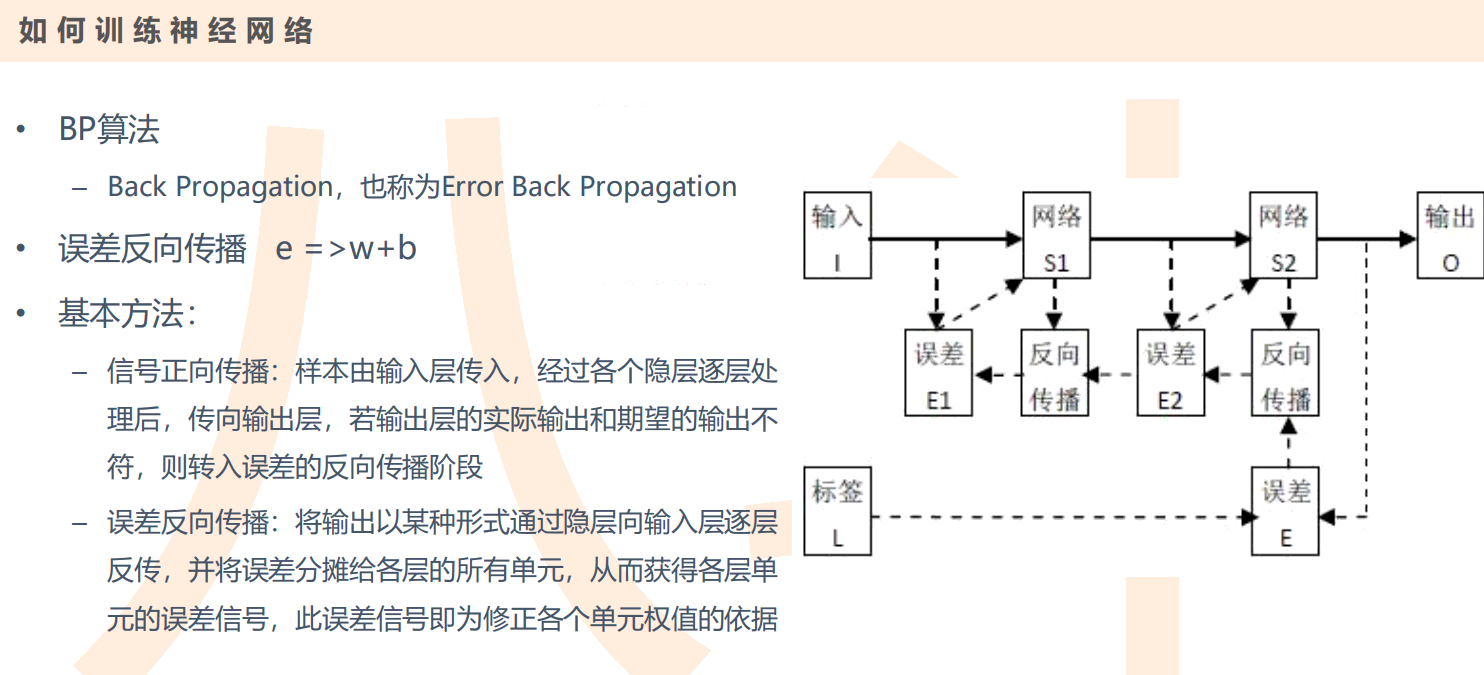 如何训练神经网络
• BP算法
– Back Propagation，也称为Error Back Propagation
• 误差反向传播 e =>w+b
• 基本方法：
– 信号正向传播：样本由输入层传入，经过各个隐层逐层处
理后，传向输出层，若输出层的实际输出和期望的输出不
符，则转入误差的反向传播阶段
– 误差反向传播：将输出以某种形式通过隐层向输入层逐层
反传，并将误差分摊给各层的所有单元，从而获得各层单
元的误差信号，此误差信号即为修正各个单元权值的依据
输入
I
网络
S1
网络
S2
输出
O
误差
E1
反向
传播
误差
E2
反向
传播
标签
L
误差
E